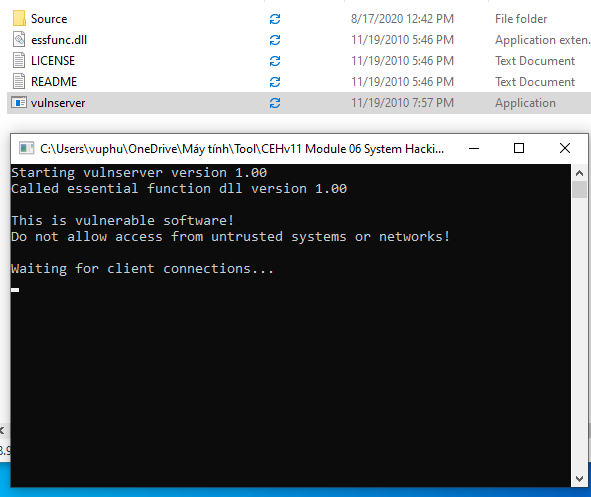 Source 8/17/2020 12:42 PM File folder
essfunc.dll 11/19/2010 5:46 PM Application exten.
LICENSE 11/19/2010 5:46 PM Text Document
README 11/19/2010 5:46 PM Text Document
vulnserver 11/19/2010 7:57 PM Application
C:\Users\vuphu\OneDrive\Máy tính\Tool\CEHv11 Module 06 System Hacki...
Starting vulnserver version 1.00
Called essential function dll version 1.00
This is vulnerable software!
Do not allow access from untrusted systems or networks!
Waiting for client connections...